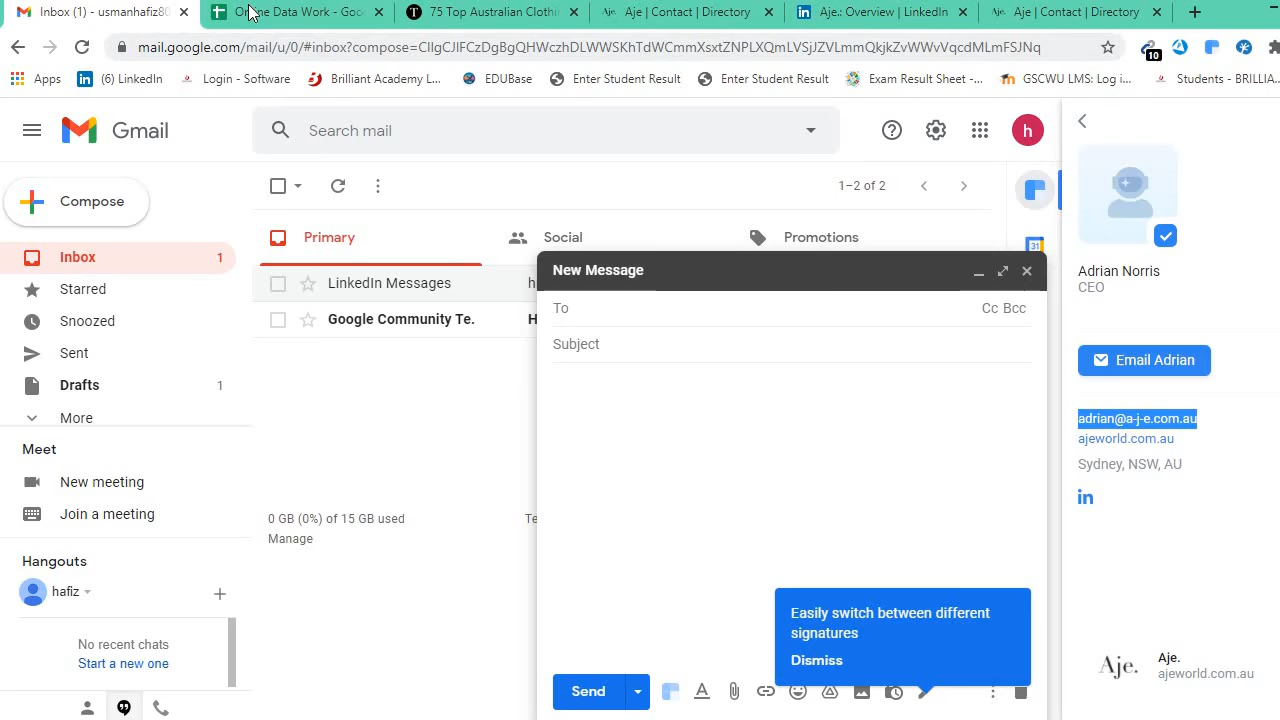 Inbox (1) - usmanhafiz80
Online Data Work - Goo
75 Top Australian Clothi
Aje | Contact | Directory
Aje.: Overview | LinkedIn
Aje | Contact | Directory
mail.google.com/mail/u/0/#inbox?compose=
10
Apps
(6) LinkedIn
Login - Software
Brilliant Academy L...
EDUBase
Enter Student Result
Enter Student Result
Exam Result Sheet -...
GSCWU LMS: Log i...
Students - BRILLIA
Gmail
Search mail
h
Compose
1–2 of 2
Inbox 1
Starred
Snoozed
Sent
Drafts 1
More
Primary
Social
Promotions
31
LinkedIn Messages h
Google Community Te. H
New Message
To
Cc Bcc
Subject
Meet
New meeting
Join a meeting
Hangouts
hafiz
No recent chats
Start a new one
0 GB (0%) of 15 GB used
Manage
Te
Easily switch between different
signatures
Dismiss
Send
Adrian Norris
CEO
Email Adrian
adrian@a-j-e.com.au
ajeworld.com.au
Sydney, NSW, AU
in
Aje.
Aje.
ajeworld.com.au